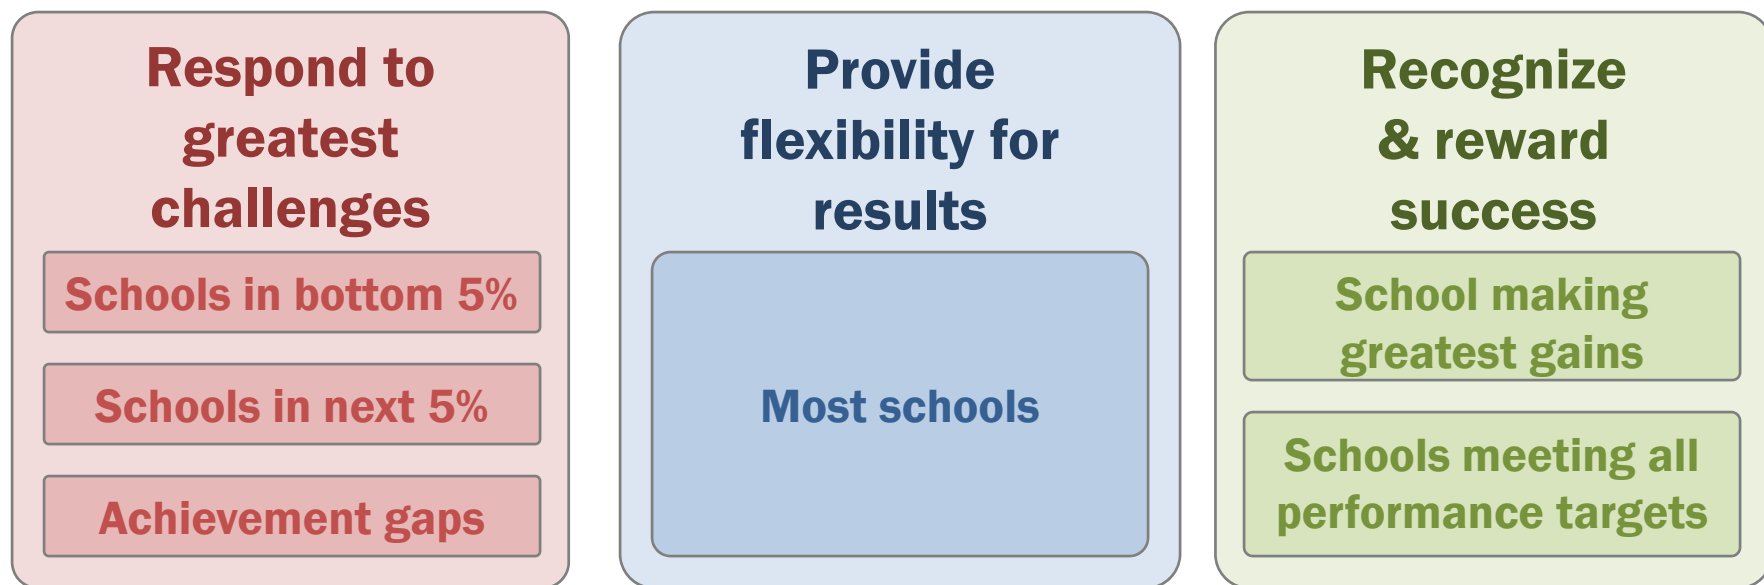 Respond to
greatest
challenges
Schools in bottom 5%
Schools in next 5%
Achievement gaps
Provide
flexibility for
results
Most schools
Recognize
& reward
success
School making
greatest gains
Schools meeting all
performance targets